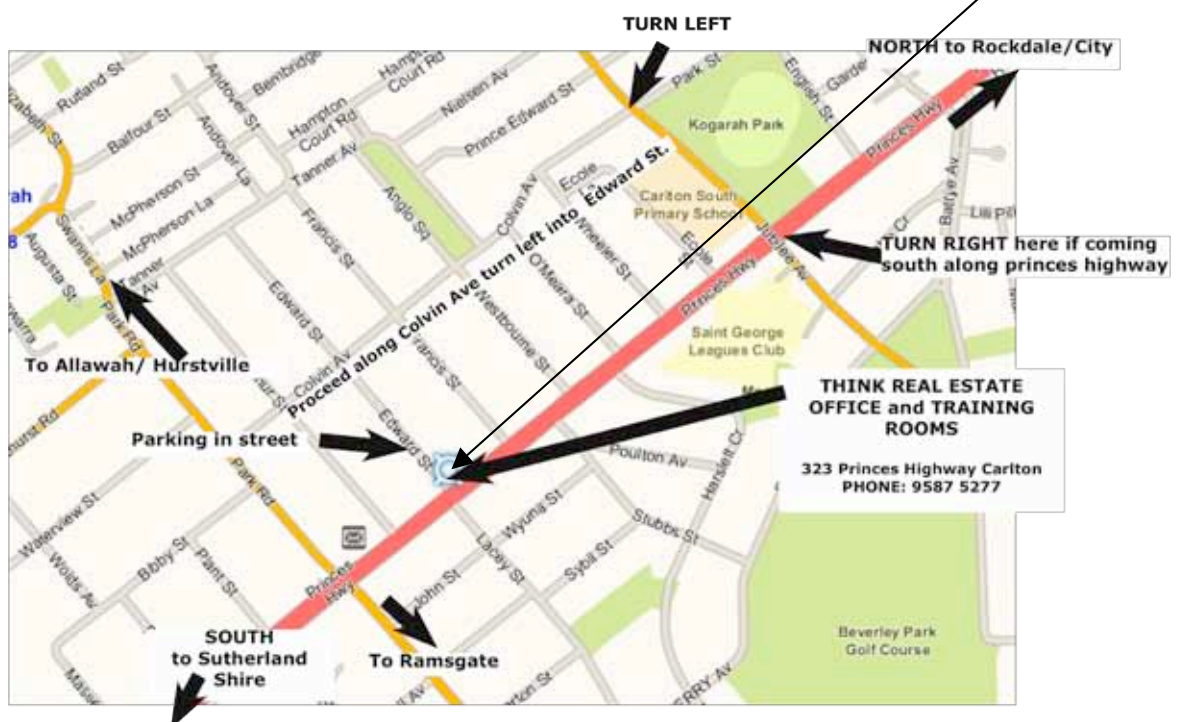 TURN LEFT
NORTH to Rockdale/City
Rutland St
Andover St
Bembridge
Hampton Court Rd
Nielsen Av
Park St
English St
Balfour St
Andover La
Prince Edward St
Kogarah Park
Princes Hwy
McPherson St
McPherson La
Tanner Av
Anglo Sq
Colvin Av
Ecole
Carlton South
Primary School
Wheeler St
Ecole St
Jubilee Av
Swans La
Augusta St
Tanner Av
Francis St
O'Meara St
Princes Hwy
TURN RIGHT here if coming
south along princes highway
Park Rd
Edward St
Westbourne St
Saint George
Leagues Club
To Allawah/ Hurstville
Proceed along Colvin Ave turn left into Edward St.
Colvin Av
THINK REAL ESTATE
OFFICE and TRAINING
ROOMS
323 Princes Highway Carlton
PHONE: 9587 5277
Parking in street
Edward St
Poulton Av
Park Rd
Waterview St
Wyuna St
Stubbs St
Bibby St
Plant St
Lacey St
Sybil St
Princes Hwy
John St
SOUTH
to Sutherland
Shire
To Ramsgate
Beverley Park
Golf Course